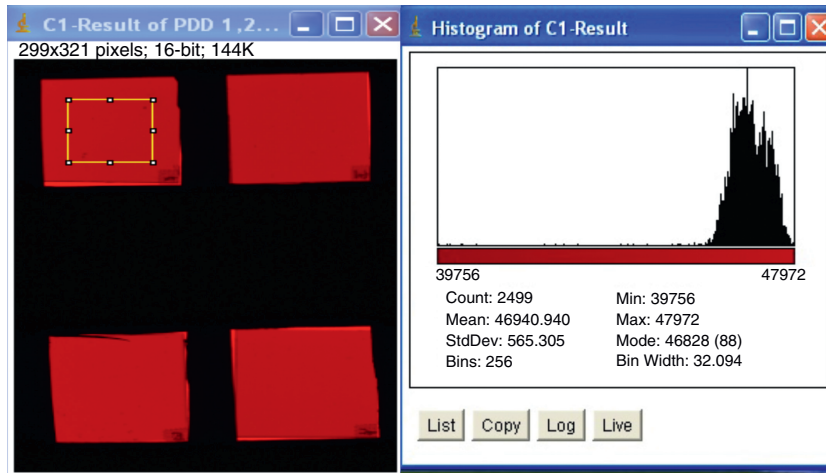 C1-Result of PDD 1,2...
299x321 pixels; 16-bit; 144K
Histogram of C1-Result
39756 47972
Count: 2499 Min: 39756
Mean: 46940.940 Max: 47972
StdDev: 565.305 Mode: 46828 (88)
Bins: 256 Bin Width: 32.094
List Copy Log Live